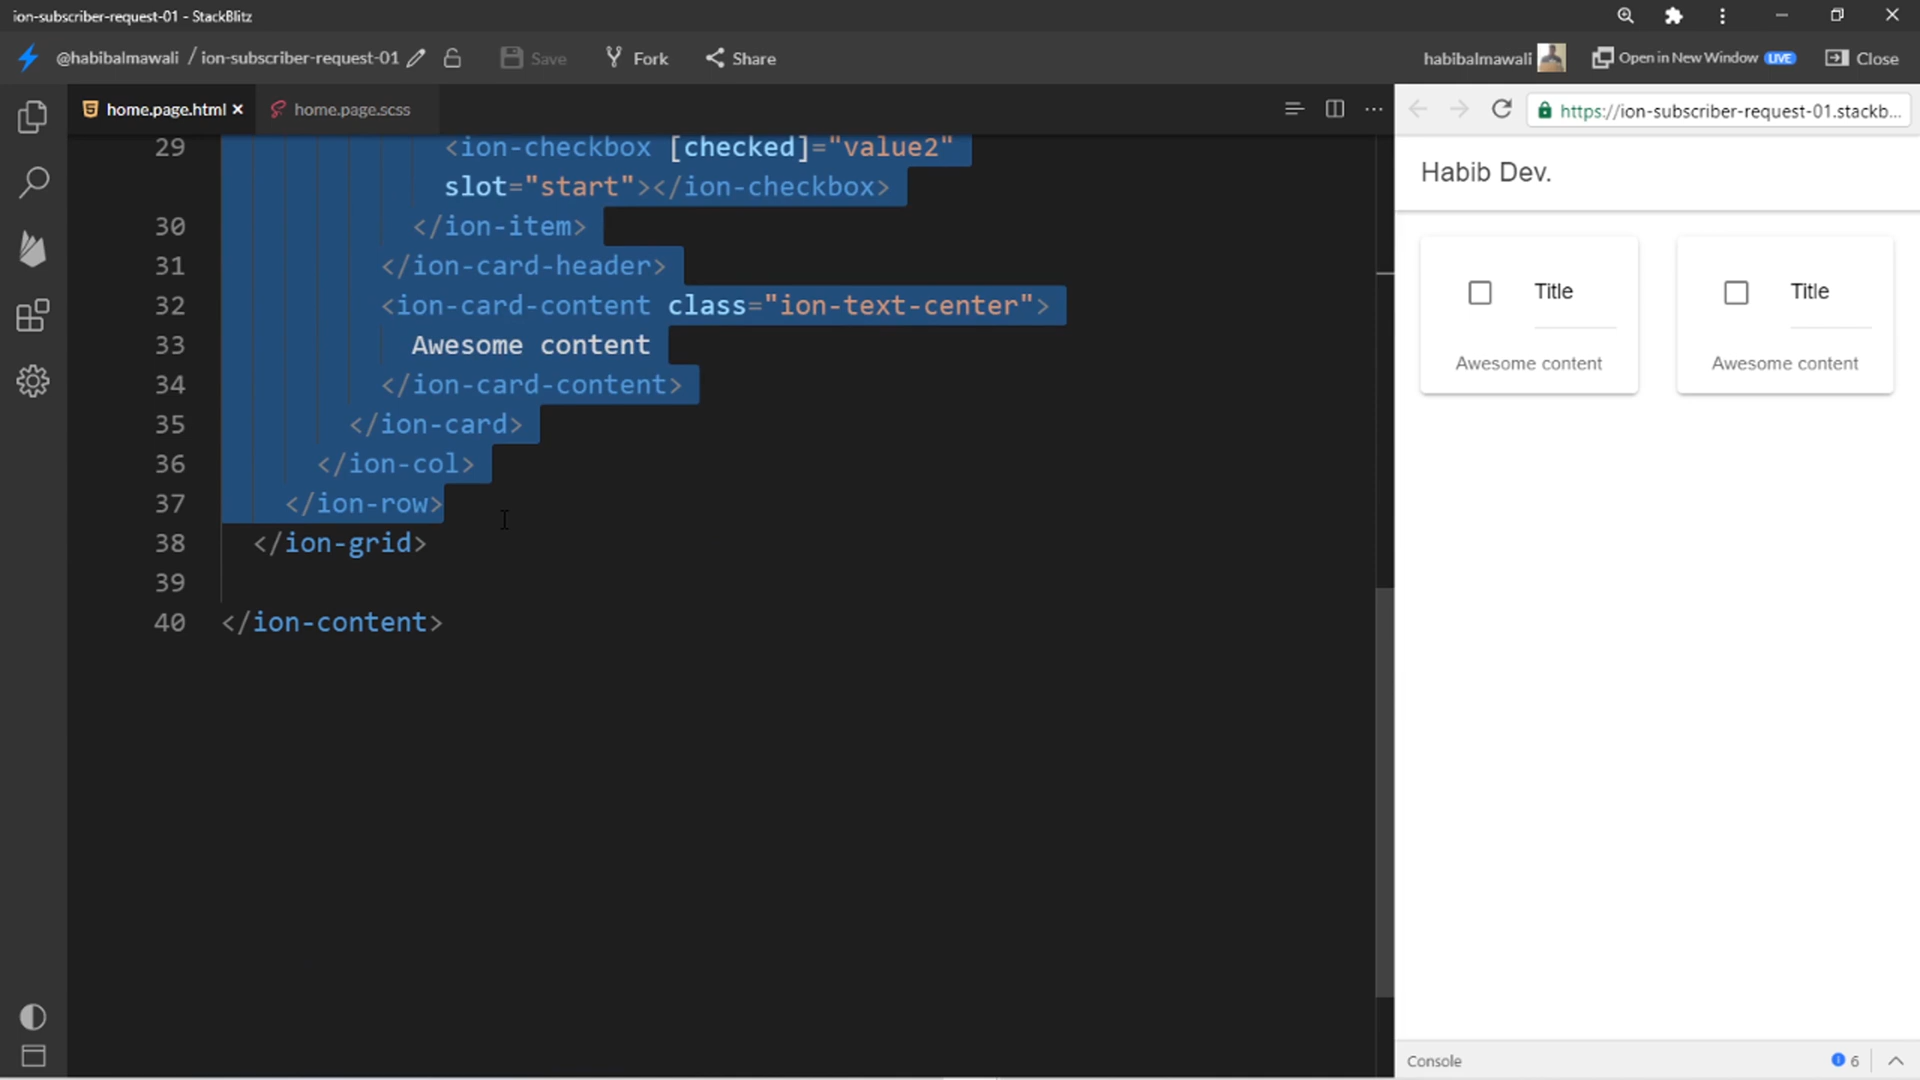 ion-subscriber-request-01 - StackBlitz
@habibalmawali / ion-subscriber-request-01 Save Fork Share habibalmawali Open in New Window LIVE Close
home.page.html home.page.scss
https://ion-subscriber-request-01.stackb...
29 <ion-checkbox [checked]="value2"
slot="start"></ion-checkbox>
30 </ion-item>
31 </ion-card-header>
32 <ion-card-content class="ion-text-center">
33 Awesome content
34 </ion-card-content>
35 </ion-card>
36 </ion-col>
37 </ion-row>
38 </ion-grid>
39
40 </ion-content>
Habib Dev.
Title Title
Awesome content Awesome content
Console 6